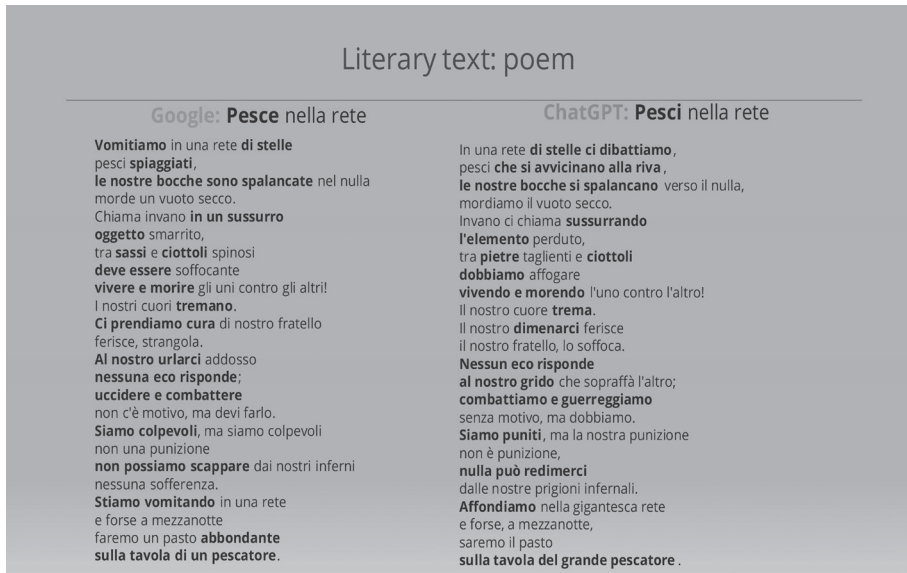 Literary text: poem
Google: Pesce nella rete
Vomitiamo in una rete di stelle
pesci spiaggiati,
le nostre bocche sono spalancate nel nulla
morde un vuoto secco.
Chiama invano in un sussurro
oggetto smarrito,
tra sassi e ciottoli spinosi
deve essere soffocante
vivere e morire gli uni contro gli altri!
I nostri cuori tremano.
Ci prendiamo cura di nostro fratello
ferisce, strangola.
Al nostro urlarci addosso
nessuna eco risponde;
uccidere e combattere
non c'è motivo, ma devi farlo.
Siamo colpevoli, ma siamo colpevoli
non una punizione
non possiamo scappare dai nostri inferni
nessuna sofferenza.
Stiamo vomitando in una rete
e forse a mezzanotte
faremo un pasto abbondante
sulla tavola di un pescatore.
ChatGPT: Pesci nella rete
In una rete di stelle ci dibattiamo,
pesci che si avvicinano alla riva,
le nostre bocche si spalancano verso il nulla,
mordiamo il vuoto secco.
Invano ci chiama sussurrando
l'elemento perduto,
tra pietre taglienti e ciottoli
dobbiamo affogare
vivendo e morendo l'uno contro l'altro!
Il nostro cuore trema.
Il nostro dimenarci ferisce
il nostro fratello, lo soffoca.
Nessun eco risponde
al nostro grido che sopraffà l'altro;
combattiamo e guerreggiamo
senza motivo, ma dobbiamo.
Siamo puniti, ma la nostra punizione
non è punizione,
nulla può redimerci
dalle nostre prigioni infernali.
Affondiamo nella gigantesca rete
e forse, a mezzanotte,
saremo il pasto
sulla tavola del grande pescatore.